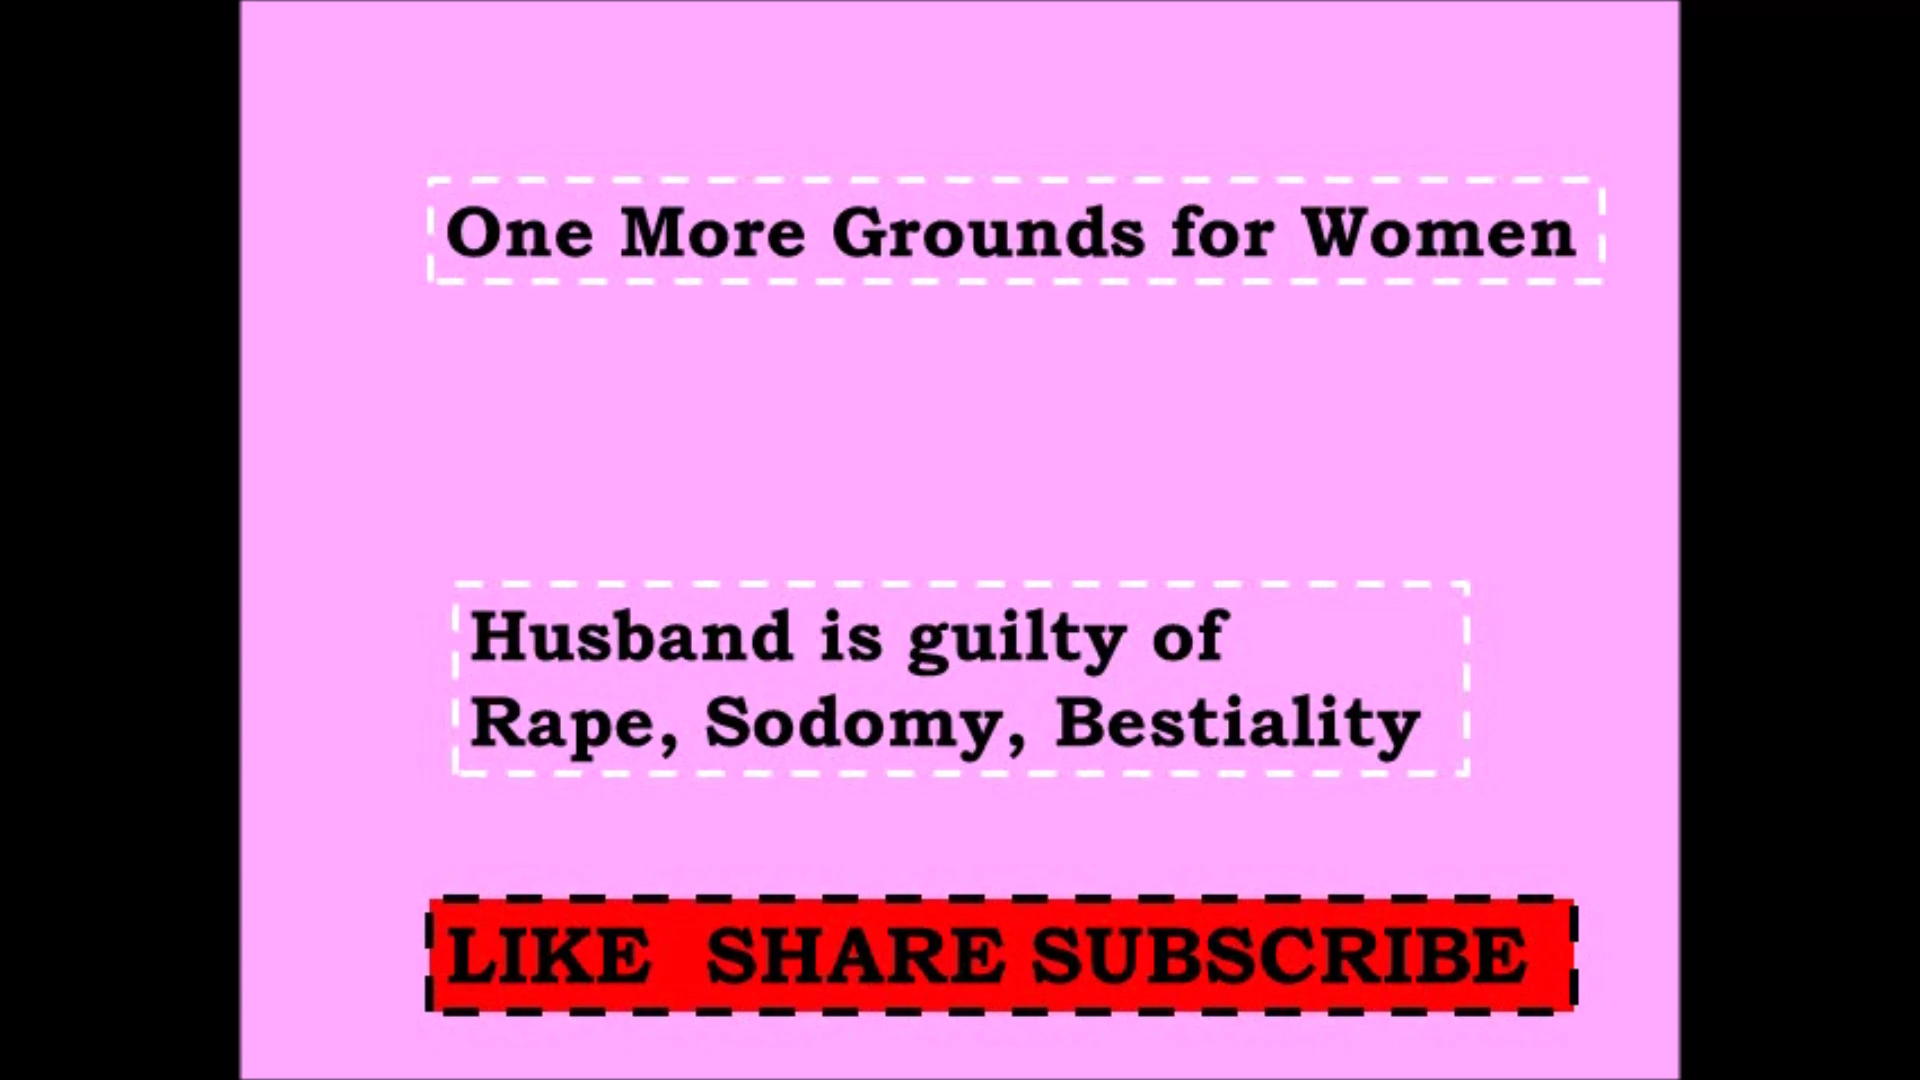 One More Grounds for Women
Husband is guilty of
Rape, Sodomy, Bestiality
LIKE SHARE SUBSCRIBE